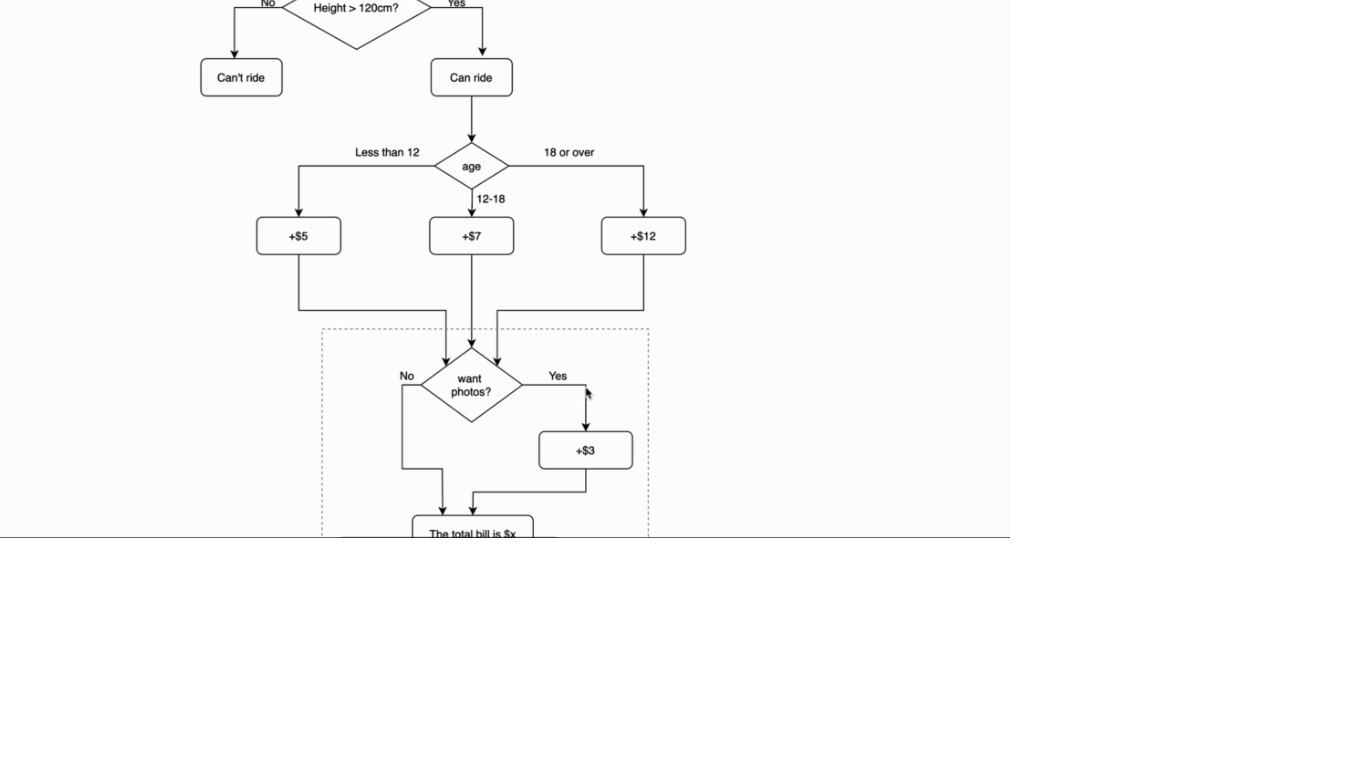 No
Height > 120cm?
Yes
Can't ride
Can ride
Less than 12
age
18 or over
12-18
+$5
+$7
+$12
No
want
photos?
Yes
+$3
The total bill is $x